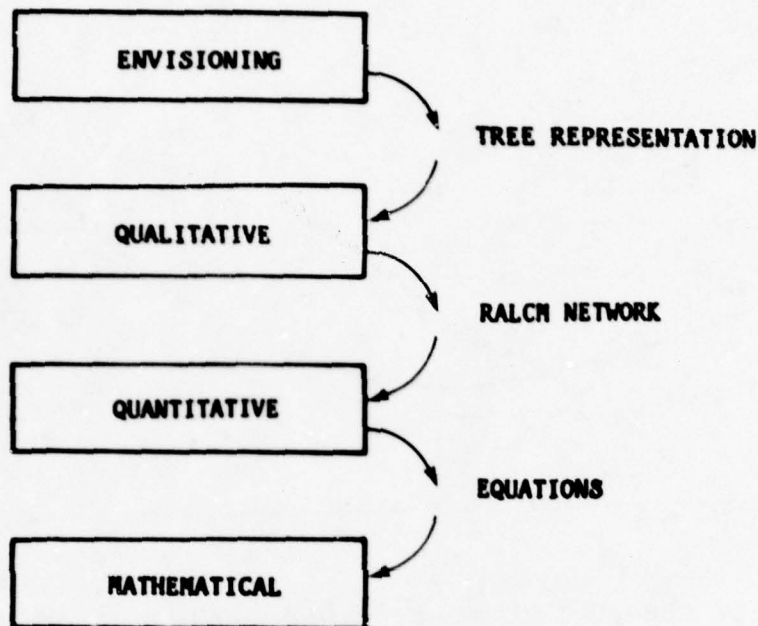 ENVISIONING
TREE REPRESENTATION
QUALITATIVE
RALCM NETWORK
QUANTITATIVE
EQUATIONS
MATHEMATICAL